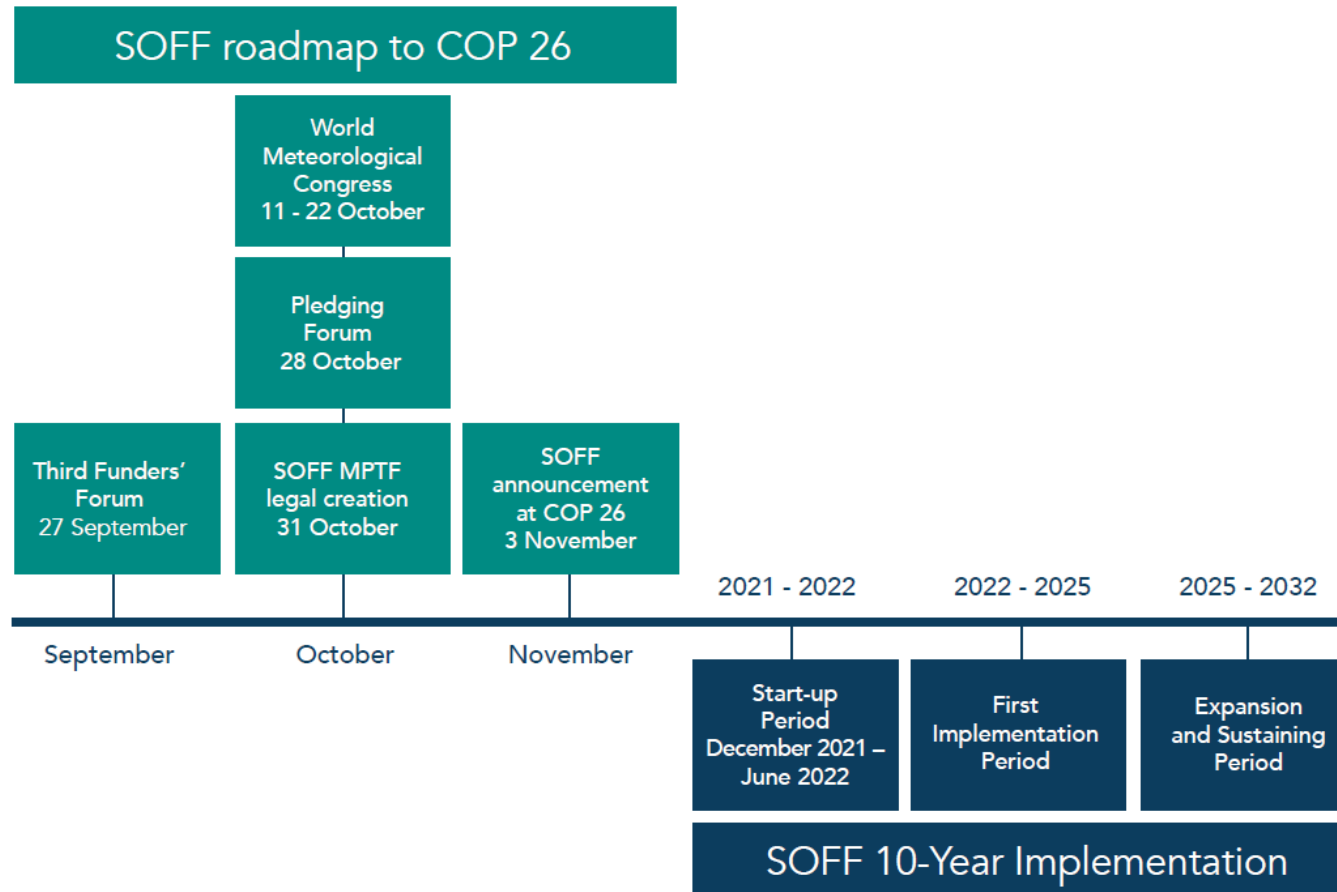 SOFF roadmap to COP 26
World
Meteorological
Congress
11 - 22 October
Pledging
Forum
28 October
Third Funders’
Forum
27 September
SOFF MPTF
legal creation
31 October
SOFF
announcement
at COP 26
3 November
September
October
November
2021 - 2022
2022 - 2025
2025 - 2032
Start-up
Period
December 2021 –
June 2022
First
Implementation
Period
Expansion
and Sustaining
Period
SOFF 10-Year Implementation